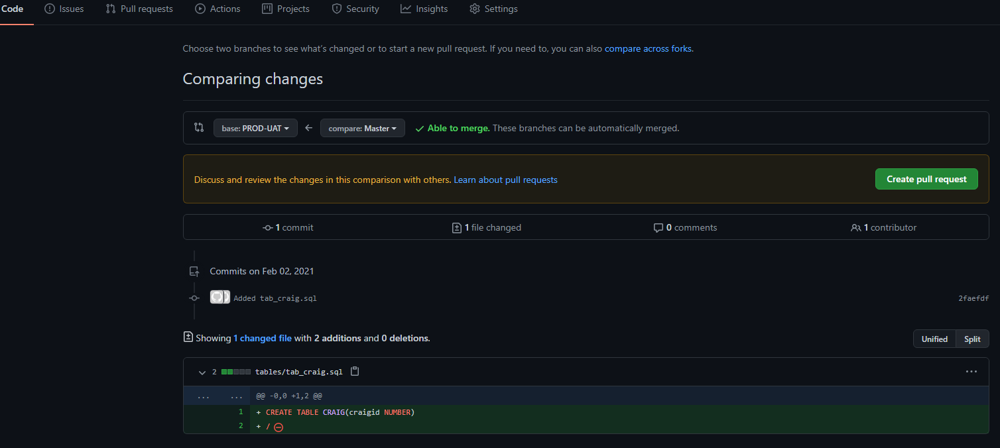 Code Issues Pull requests Actions Projects Security Insights Settings
Choose two branches to see what's changed or to start a new pull request. If you need to, you can also compare across forks.
Comparing changes
base: PROD-UAT compare: Master Able to merge. These branches can be automatically merged.
Discuss and review the changes in this comparison with others. Learn about pull requests Create pull request
1 commit 1 file changed 0 comments 1 contributor
Commits on Feb 02, 2021
Added tab_craig.sql 2faefdf
Showing 1 changed file with 2 additions and 0 deletions. Unified Split
2 tables/tab_craig.sql ...
... ... @@ -0,0 +1,2 @@
1 + CREATE TABLE CRAIG(craigid NUMBER)
2 + /